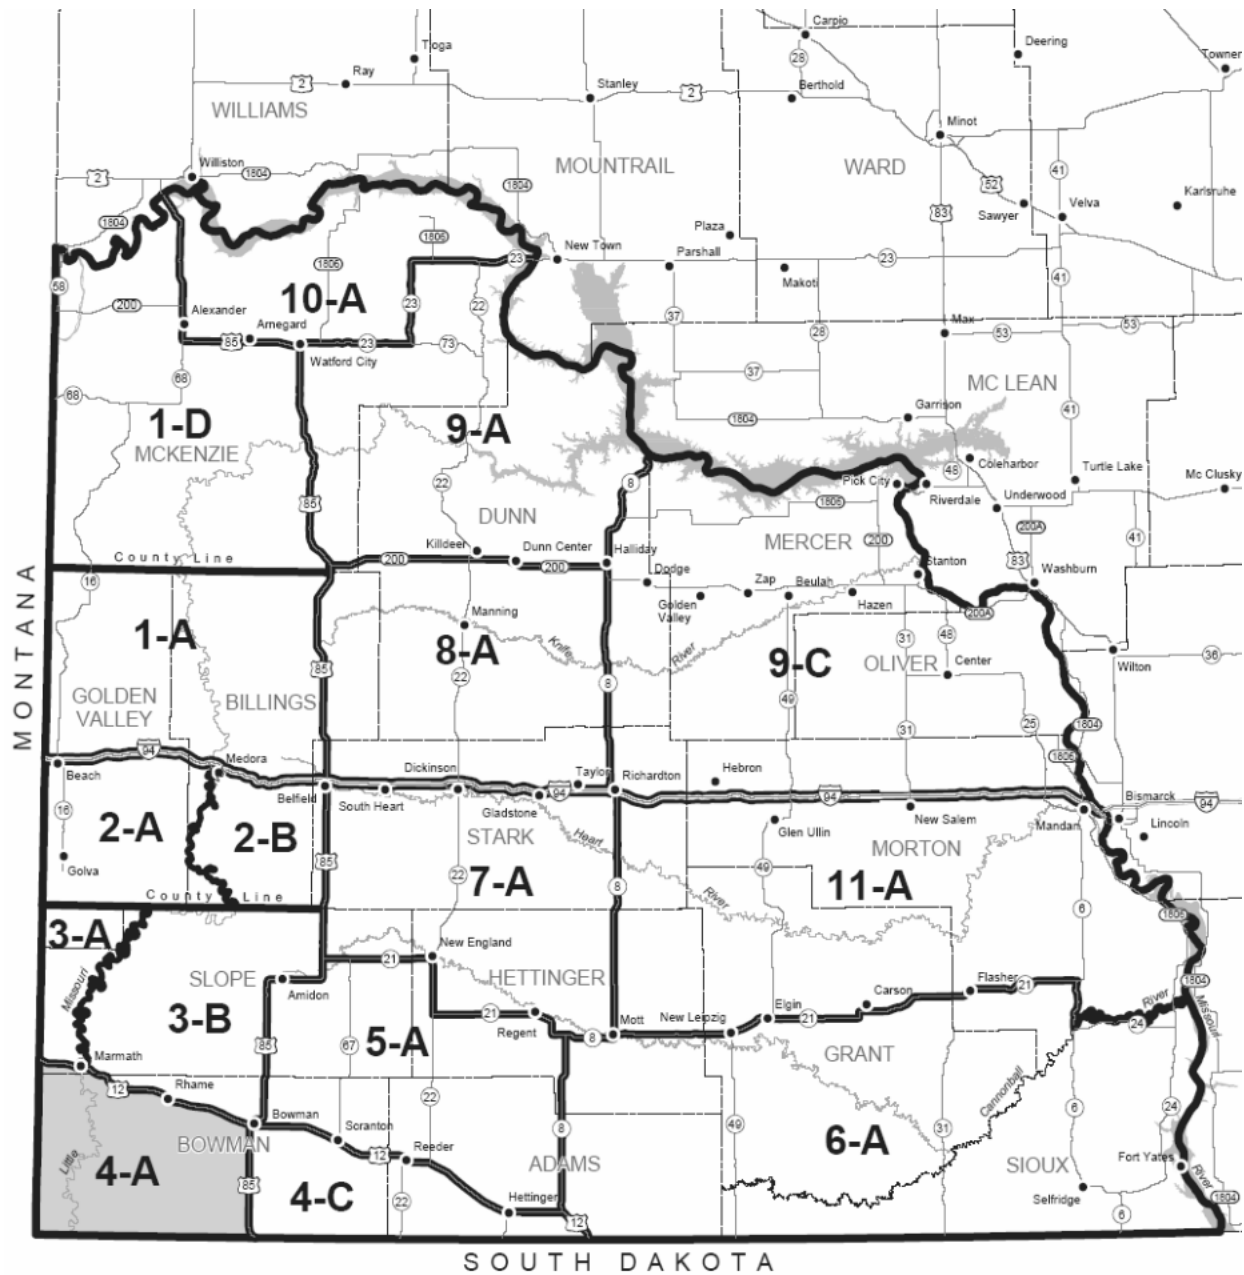 Carpio
Tioga
Deering
28
Towner
Ray
2
Stanley
2
Berthold
WILLIAMS
Minot
MOUNTRAIL
WARD
Williston
1804
2
1804
52
41
Karlsruhe
1804
83
Sawyer
Velva
Plaza
1806
New Town
Parshall
23
23
Makoti
41
58
1806
200
10-A
23
22
37
28
Alexander
Arnegard
Max
53
53
85
23
73
Watford City
68
37
MC LEAN
68
1804
Garrison
41
1-D
9-A
MCKENZIE
48
Coleharbor
Turtle Lake
Mc Clusky
22
8
Pick City
Riverdale
85
1806
Underwood
DUNN
200A
MERCER
200
41
County Line
Killdeer
Dunn Center
200
200
Halliday
83
Stanton
Washburn
16
Dodge
Zap
Beulah
Golden
Valley
Hazen
200A
Manning
1-A
8-A
Knife
River
31
48
9-C
OLIVER
Center
Wilton
36
85
22
8
49
MONTANA
GOLDEN
VALLEY
BILLINGS
31
25
1804
1806
94
Beach
Medora
Dickinson
Taylor
Richardton
Hebron
Belfield
South Heart
Gladstone
94
94
Bismarck
94
16
New Salem
Mandan
Lincoln
2-A
2-B
STARK
Heart
Glen Ullin
MORTON
Golva
85
22
49
7-A
8
11-A
County Line
River
6
1806
3-A
New England
21
HETTINGER
Missouri
SLOPE
Amidon
Flasher
21
1804
3-B
Carson
River
Elgin
21
New Leipzig
21
24
Missouri
Regent
Mott
8
85
67
5-A
GRANT
Marmath
12
Rhame
Cannonball
22
6
24
Bowman
8
49
31
BOWMAN
Scranton
6-A
Reeder
12
Little
4-A
ADAMS
SIOUX
Fort Yates
85
4-C
River
22
Hettinger
Selfridge
1804
12
6
SOUTH DAKOTA